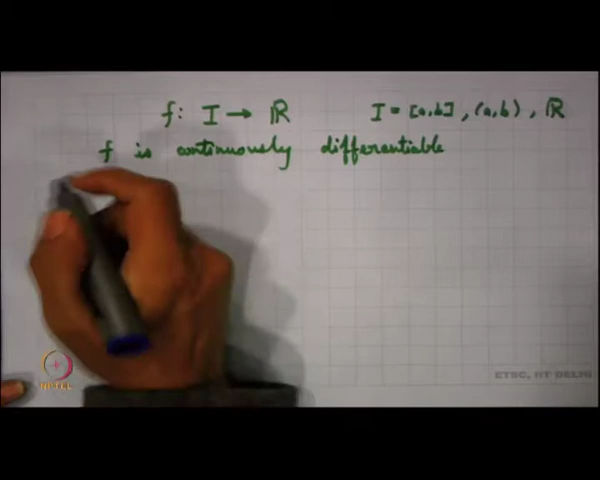 f: I → ℝ    I = [a,b], (a,b), ℝ
f is continuously differentiable
NPTEL
ETSC, IIT DELHI